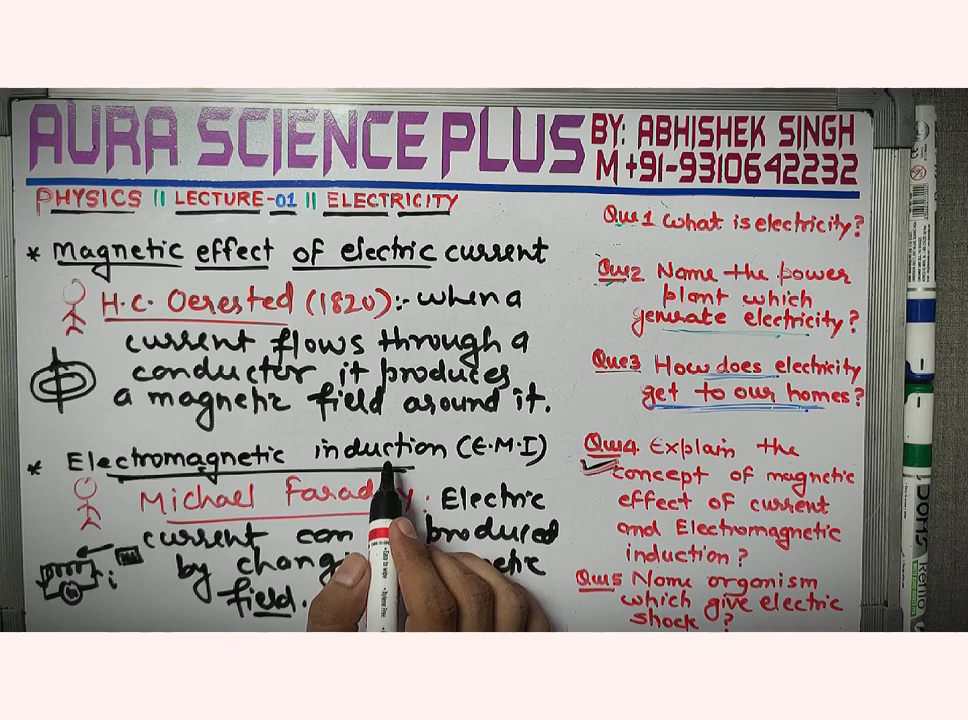 AURA SCIENCE PLUS
BY: ABHISHEK SINGH
M +91-9310642232
PHYSICS || LECTURE-01 || ELECTRICITY
* Magnetic effect of electric current
H.C. Oerested (1820):- when a
current flows through a
conductor it produces
a magnetic field around it.
* Electromagnetic induction (E.M.I)
Michael Faraday: Electric
current can produced
by
field.
i
Que1 What is electricity?
Que2 Name the power
plant which
generate electricity?
Que3 How does electricity
get to our homes?
Que4. Explain the
concept of magnetic
effect of current
and Electromagnetic
induction?
Que5 Name organism
which give electric
shock?